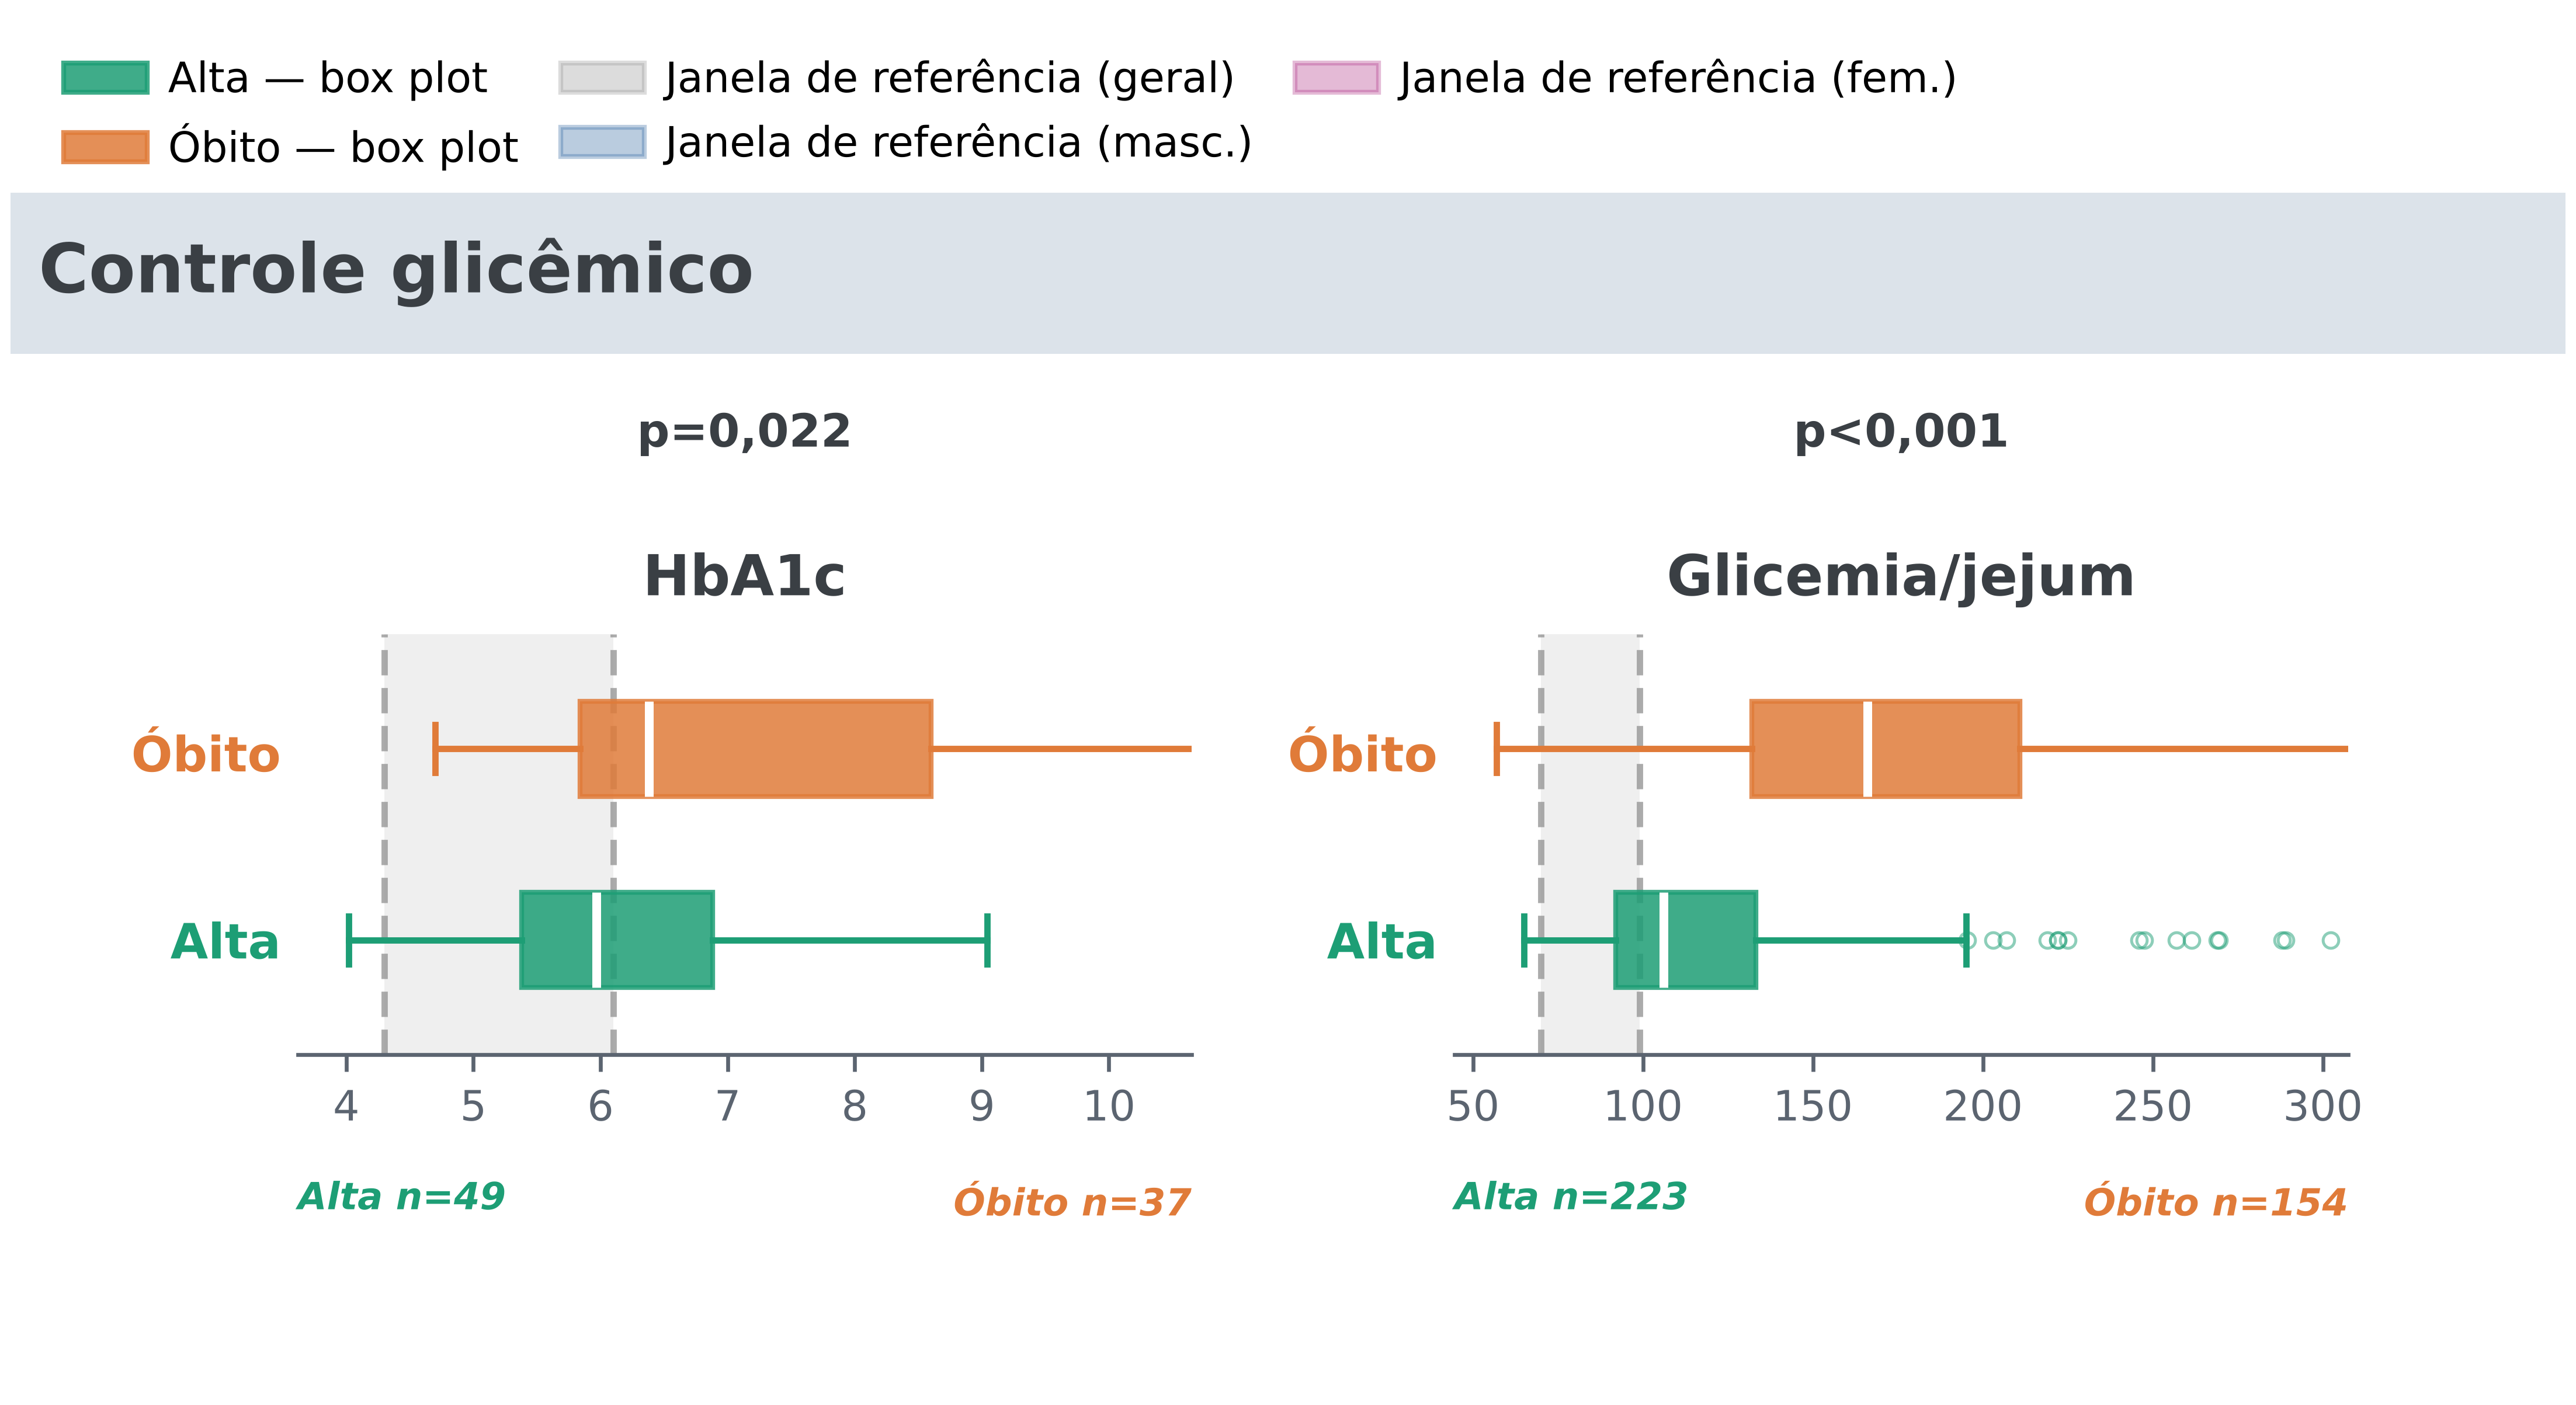 Alta — box plot
Óbito — box plot
Janela de referência (geral)
Janela de referência (masc.)
Janela de referência (fem.)
Controle glicêmico
p=0,022
HbA1c
Óbito
Alta
4 5 6 7 8 9 10
Alta n=49 Óbito n=37
p<0,001
Glicemia/jejum
Óbito
Alta
50 100 150 200 250 300
Alta n=223 Óbito n=154